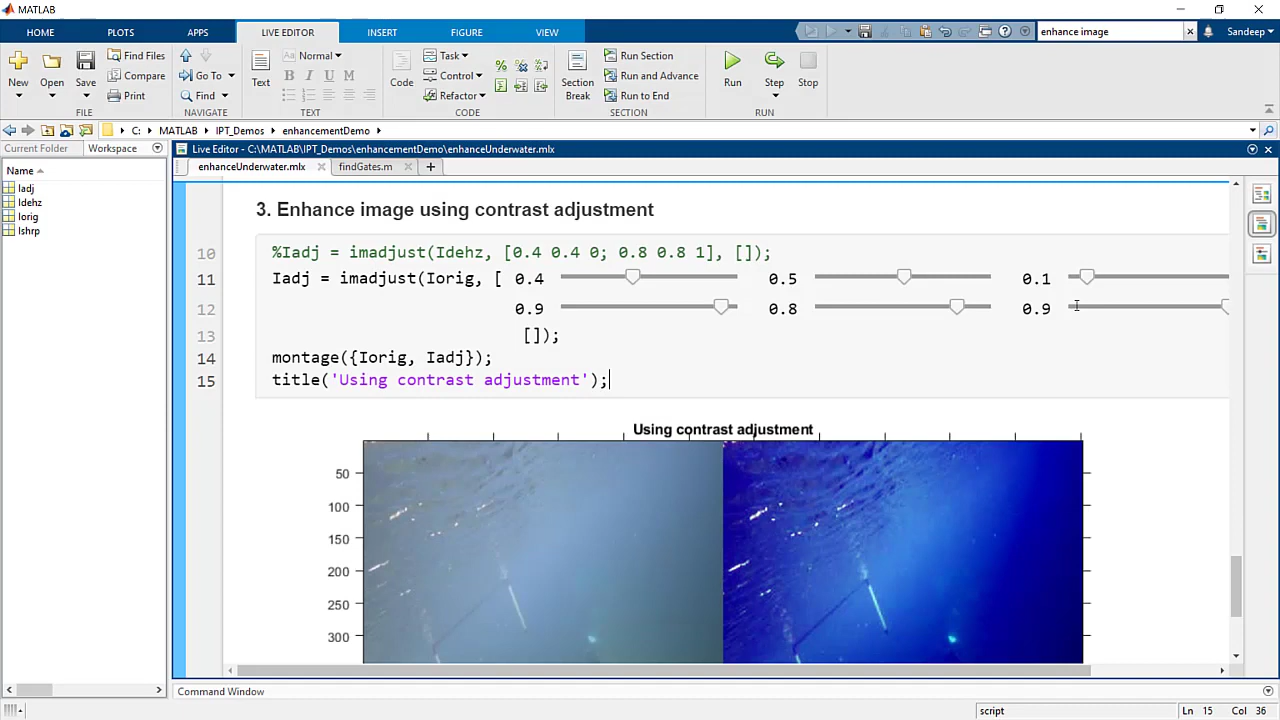 MATLAB
HOME PLOTS APPS LIVE EDITOR INSERT FIGURE VIEW enhance image Sandeep
New Open Save Find Files Compare Print
Go To Find
Text Normal B I U M
Code Task Control Refactor
Section Break Run Section Run and Advance Run to End
Run Step Stop
FILE NAVIGATE TEXT CODE SECTION RUN
C: MATLAB IPT_Demos enhancementDemo
Current Folder Workspace
Live Editor - C:\MATLAB\IPT_Demos\enhancementDemo\enhanceUnderwater.mlx
enhanceUnderwater.mlx findGates.m
Name
Iadj
Idehz
Iorig
Ishrp
3. Enhance image using contrast adjustment
10 %Iadj = imadjust(Idehz, [0.4 0.4 0; 0.8 0.8 1], []);
11 Iadj = imadjust(Iorig, [ 0.4 0.5 0.1
12 0.9 0.8 0.9
13 []);
14 montage({Iorig, Iadj});
15 title('Using contrast adjustment');
Using contrast adjustment
50
100
150
200
250
300
Command Window
script Ln 15 Col 36